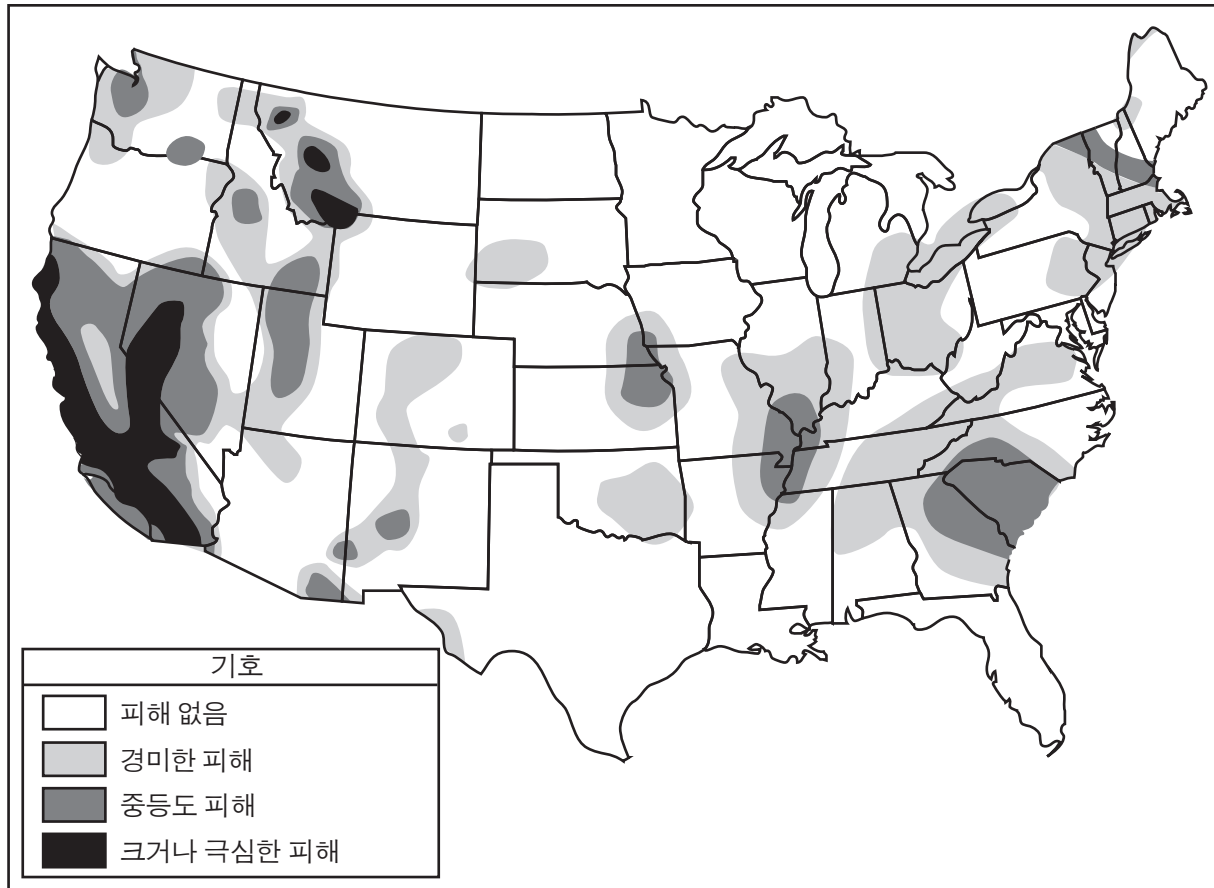 기호
피해 없음
경미한 피해
중등도 피해
크거나 극심한 피해